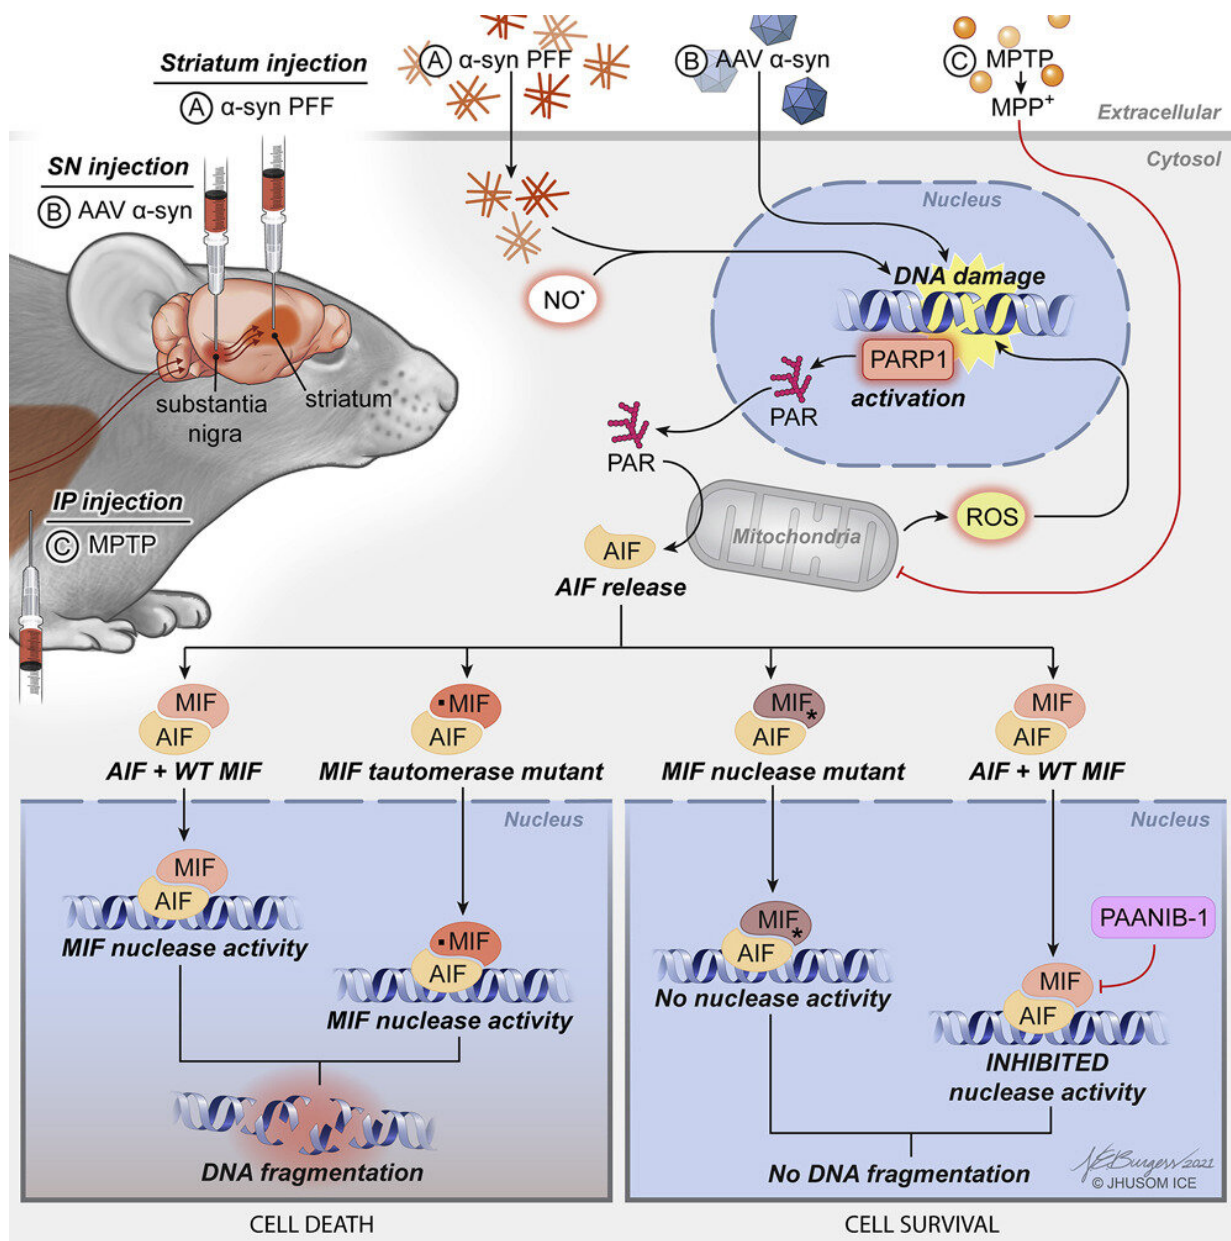 Striatum injection
Ⓐ α-syn PFF
SN injection
Ⓑ AAV α-syn
substantia
nigra
striatum
IP injection
Ⓒ MPTP
Ⓐ α-syn PFF
Ⓑ AAV α-syn
Ⓒ MPTP
MPP⁺
Extracellular
Cytosol
Nucleus
DNA damage
NO•
PARP1
activation
PAR
PAR
Mitochondria
ROS
AIF
AIF release
MIF
AIF
AIF + WT MIF
▪MIF
AIF
MIF tautomerase mutant
MIF*
AIF
MIF nuclease mutant
MIF
AIF
AIF + WT MIF
Nucleus
MIF
AIF
MIF nuclease activity
▪MIF
AIF
MIF nuclease activity
DNA fragmentation
CELL DEATH
Nucleus
MIF*
AIF
No nuclease activity
PAANIB-1
MIF
AIF
INHIBITED
nuclease activity
No DNA fragmentation
NEBurgess 2021
© JHUSOM ICE
CELL SURVIVAL